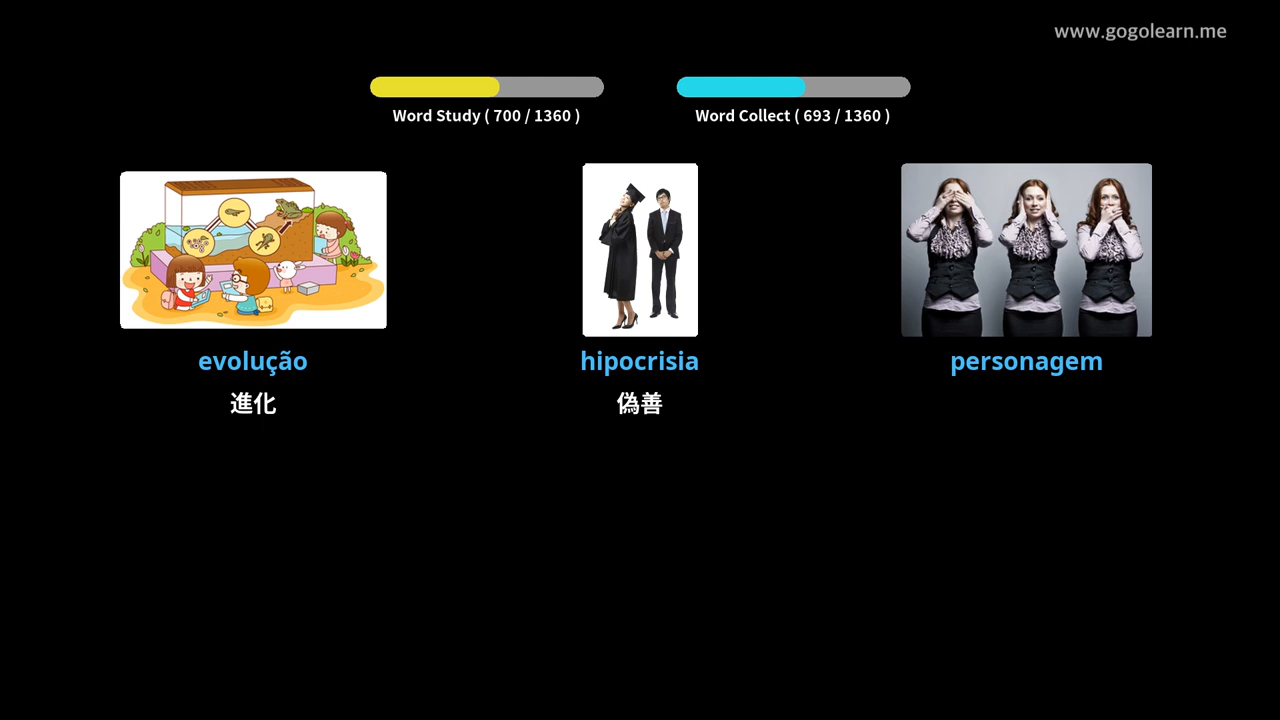 www.gogolearn.me
Word Study ( 700 / 1360 )
Word Collect ( 693 / 1360 )
evolução
hipocrisia
personagem
進化
偽善